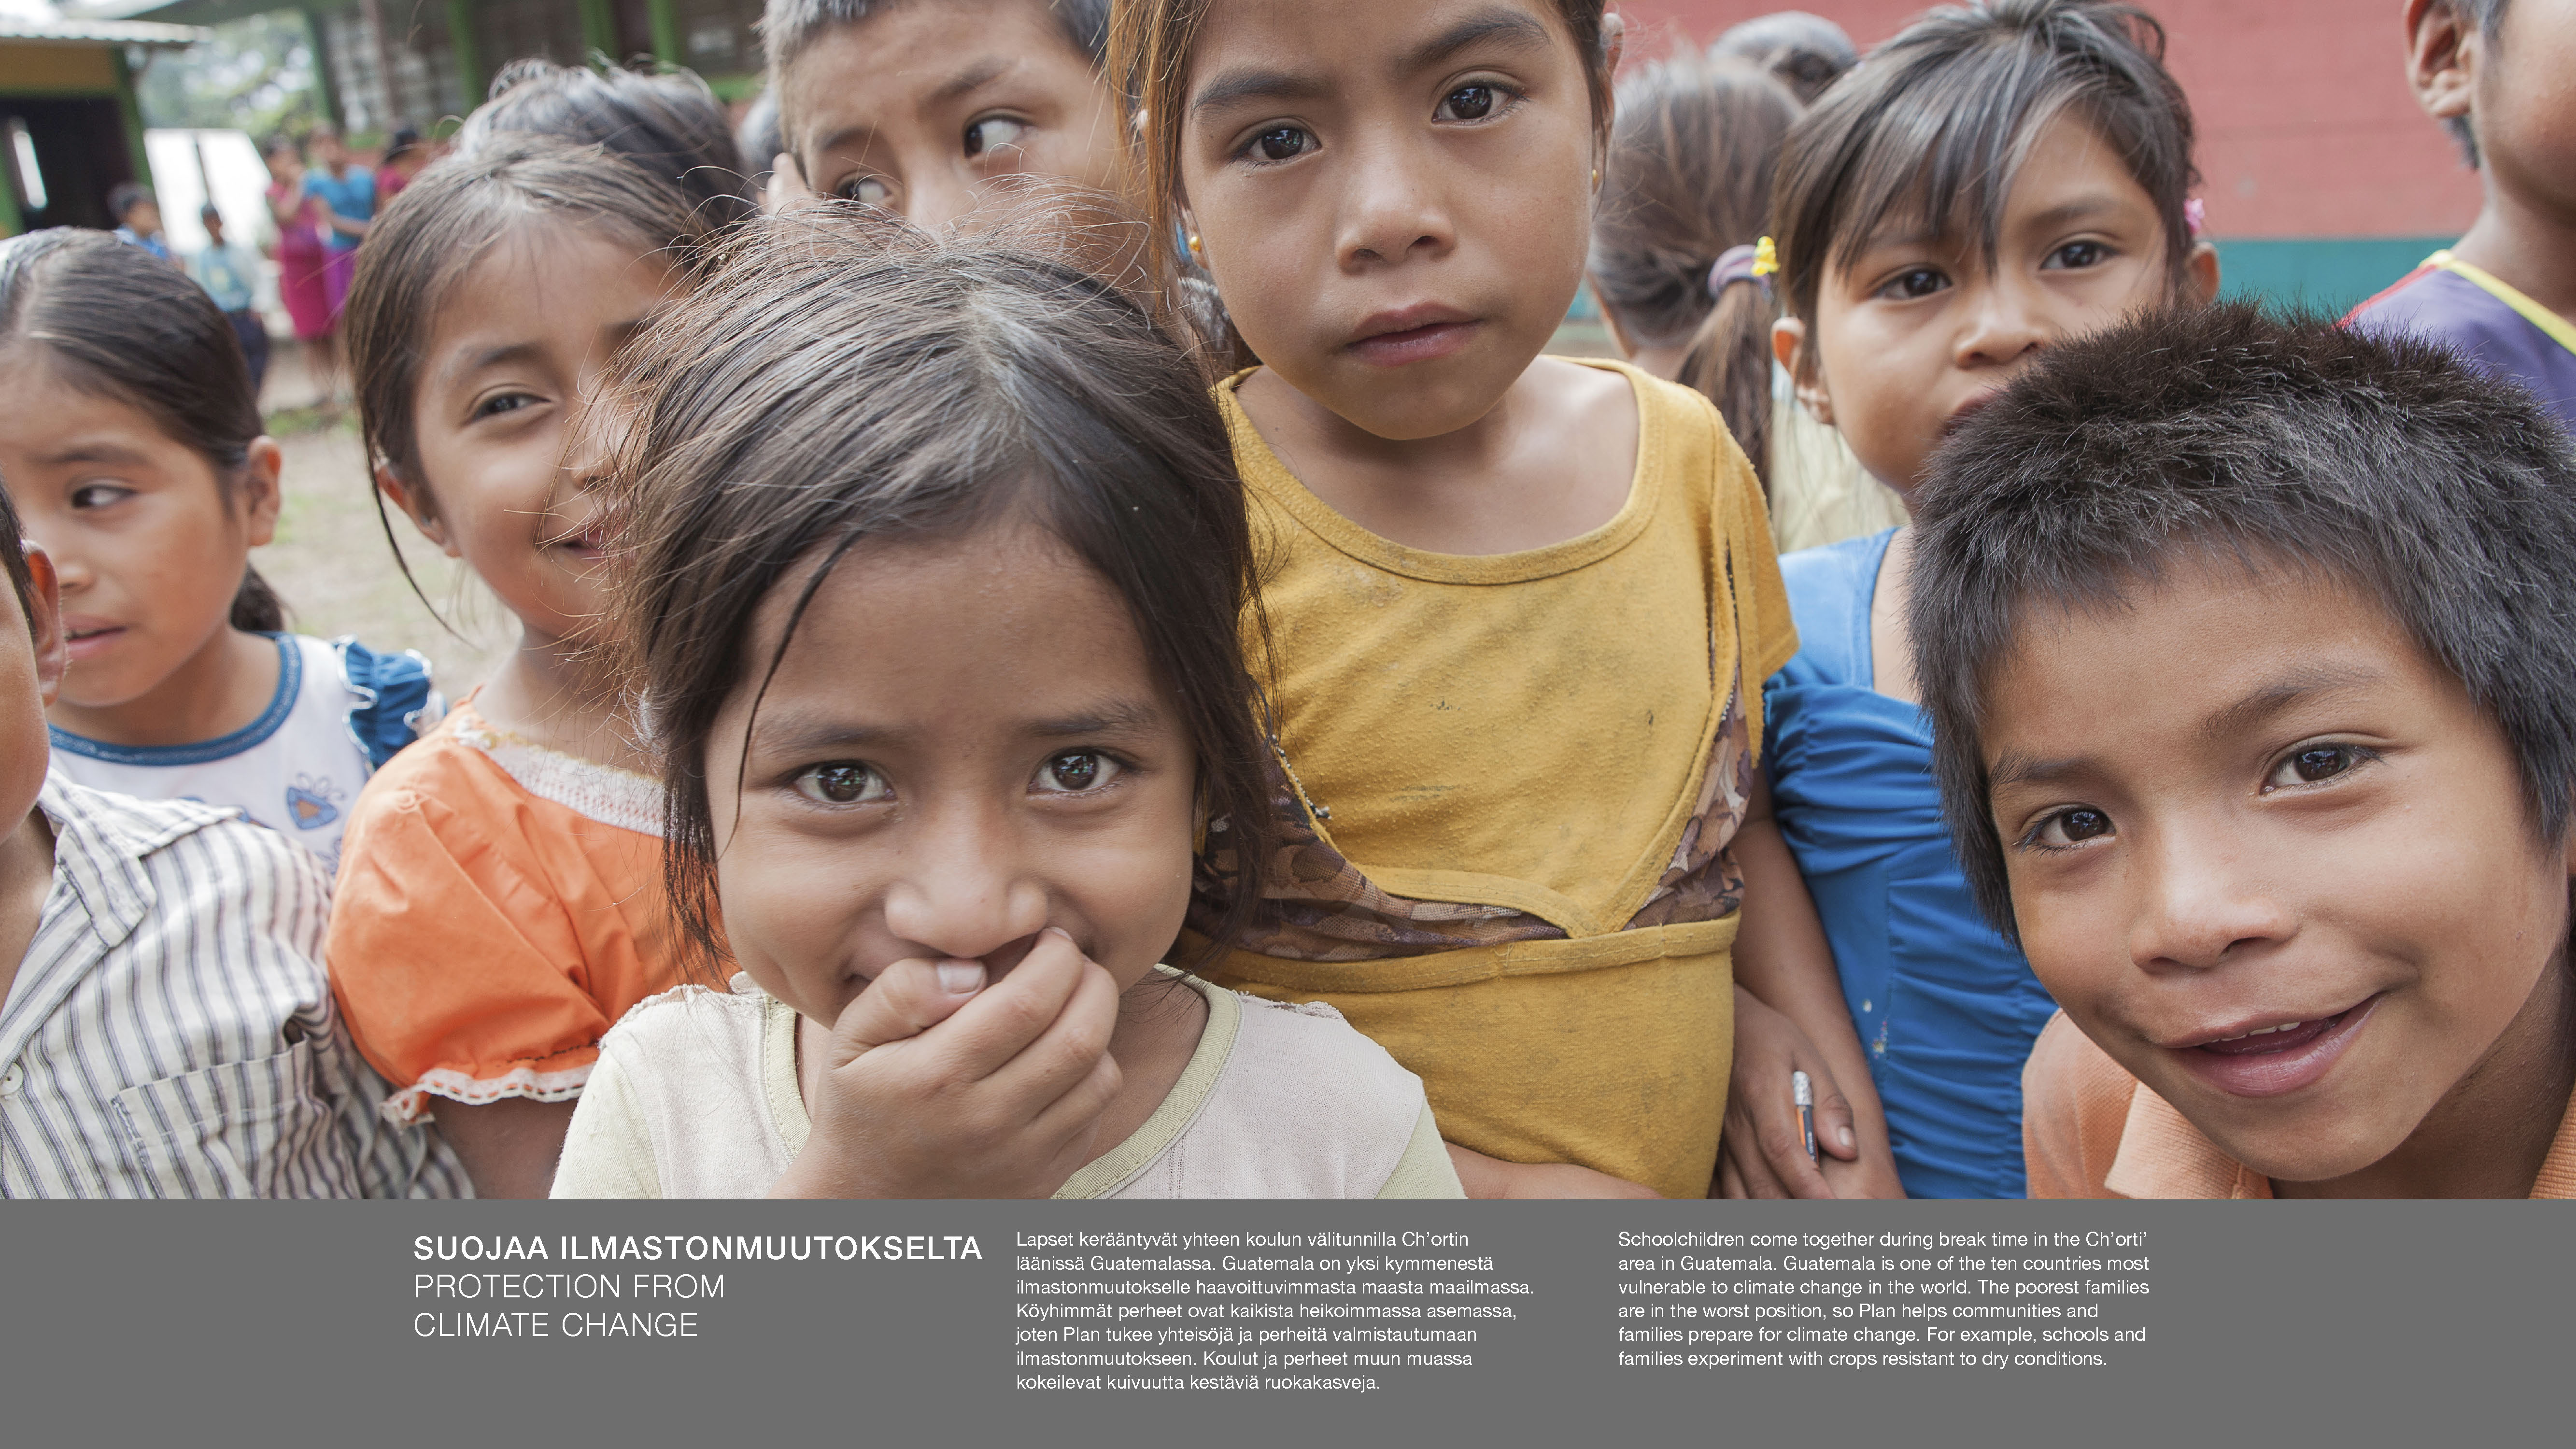 SUOJAA ILMASTONMUUTOKSELTA
PROTECTION FROM
CLIMATE CHANGE
Lapset kerääntyvät yhteen koulun välitunnilla Ch’ortin
läänissä Guatemalassa. Guatemala on yksi kymmenestä
ilmastonmuutokselle haavoittuvimmasta maasta maailmassa.
Köyhimmät perheet ovat kaikista heikoimmassa asemassa,
joten Plan tukee yhteisöjä ja perheitä valmistautumaan
ilmastonmuutokseen. Koulut ja perheet muun muassa
kokeilevat kuivuutta kestäviä ruokakasveja.
Schoolchildren come together during break time in the Ch’orti’
area in Guatemala. Guatemala is one of the ten countries most
vulnerable to climate change in the world. The poorest families
are in the worst position, so Plan helps communities and
families prepare for climate change. For example, schools and
families experiment with crops resistant to dry conditions.